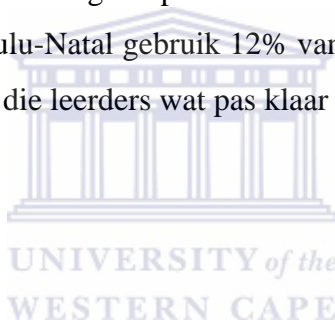 ulu-Natal gebruik 12% van
die leerders wat pas klaar
UNIVERSITY of the
WESTERN CAPE